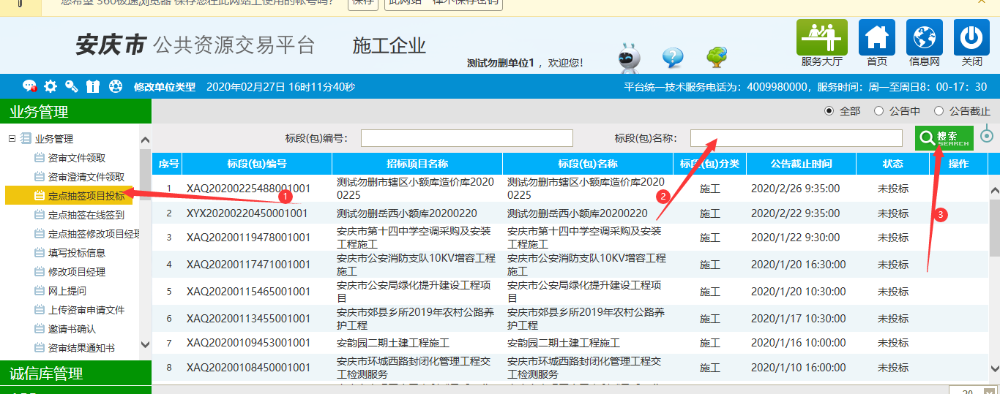 您希望 360极速浏览器 保存您在此网站上使用的帐号吗?
保存
此网站一律不保存密码
安庆市 公共资源交易平台 施工企业
测试勿删单位1 ，欢迎您!
服务大厅
首页
信息网
关闭
修改单位类型 2020年02月27日 16时11分40秒
平台统一技术服务电话为：4009980000，服务时间：周一至周日8：00-17：30
业务管理
全部 公告中 公告截止
业务管理
资审文件领取
资审澄清文件领取
定点抽签项目投标
定点抽签在线签到
定点抽签修改项目经理
填写投标信息
修改项目经理
网上提问
上传资审申请文件
邀请书确认
资审结果通知书
诚信库管理
标段(包)编号：
标段(包)名称：
搜索
SEARCH
1
2
3
序号 标段(包)编号 招标项目名称 标段(包)名称 标段(包)分类 公告截止时间 状态 操作
1 XAQ20200225488001001 测试勿删市辖区小额库造价库20200225 测试勿删市辖区小额库造价库20200225 施工 2020/2/26 9:35:00 未投标
2 XYX20200220450001001 测试勿删岳西小额库20200220 测试勿删岳西小额库20200220 施工 2020/2/22 9:35:00 未投标
3 XAQ20200119478001001 安庆市第十四中学空调采购及安装工程施工 安庆市第十四中学空调采购及安装工程施工 施工 2020/1/22 9:30:00 未投标
4 XAQ20200117471001001 安庆市公安消防支队10KV增容工程施工 安庆市公安消防支队10KV增容工程施工 施工 2020/1/20 16:30:00 未投标
5 XAQ20200115465001001 安庆市公安局绿化提升建设工程项目 安庆市公安局绿化提升建设工程项目 施工 2020/1/20 10:30:00 未投标
6 XAQ20200113455001001 安庆市郊县乡所2019年农村公路养护工程 安庆市郊县乡所2019年农村公路养护工程 施工 2020/1/17 10:30:00 未投标
7 XAQ20200109453001001 安韵园二期土建工程施工 安韵园二期土建工程施工 施工 2020/1/16 10:00:00 未投标
8 XAQ20200108450001001 安庆市环城西路封闭化管理工程交工检测服务 安庆市环城西路封闭化管理工程交工检测服务 施工 2020/1/10 16:00:00 未投标
20